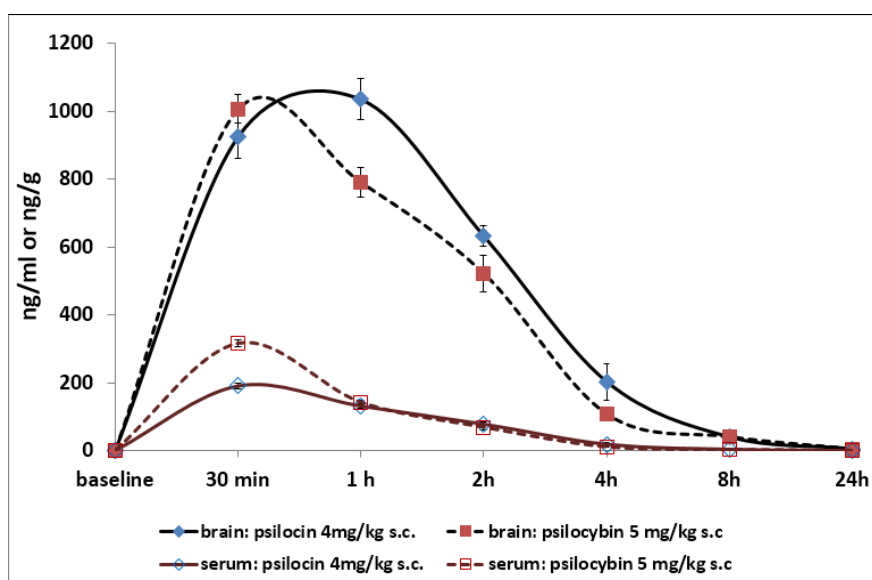 1200
1000
800
600
400
200
0
ng/ml or ng/g
baseline 30 min 1 h 2h 4h 8h 24h
brain: psilocin 4mg/kg s.c. brain: psilocybin 5 mg/kg s.c
serum: psilocin 4mg/kg s.c. serum: psilocybin 5 mg/kg s.c